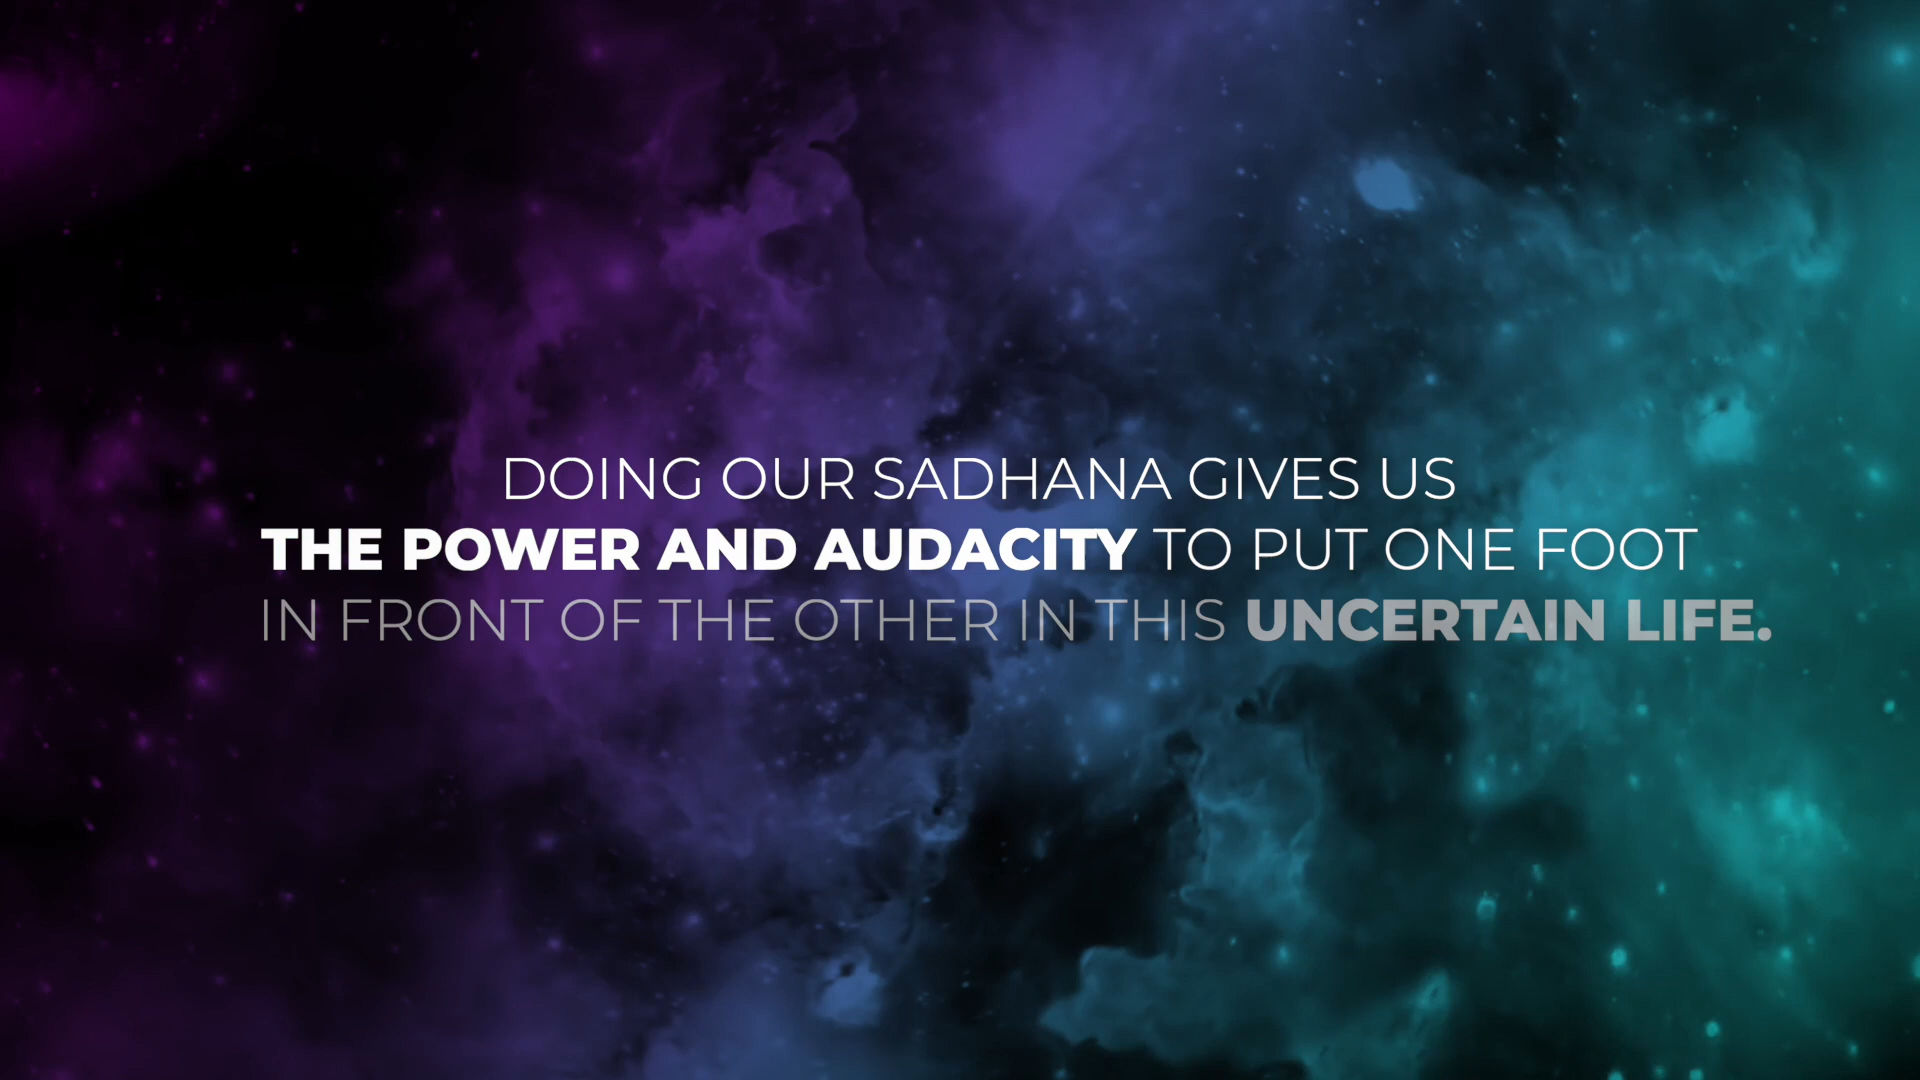 DOING OUR SADHANA GIVES US
THE POWER AND AUDACITY TO PUT ONE FOOT
IN FRONT OF THE OTHER IN THIS UNCERTAIN LIFE.